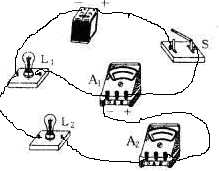 − +
S
L₁
A₁
− +
L₂
A₂